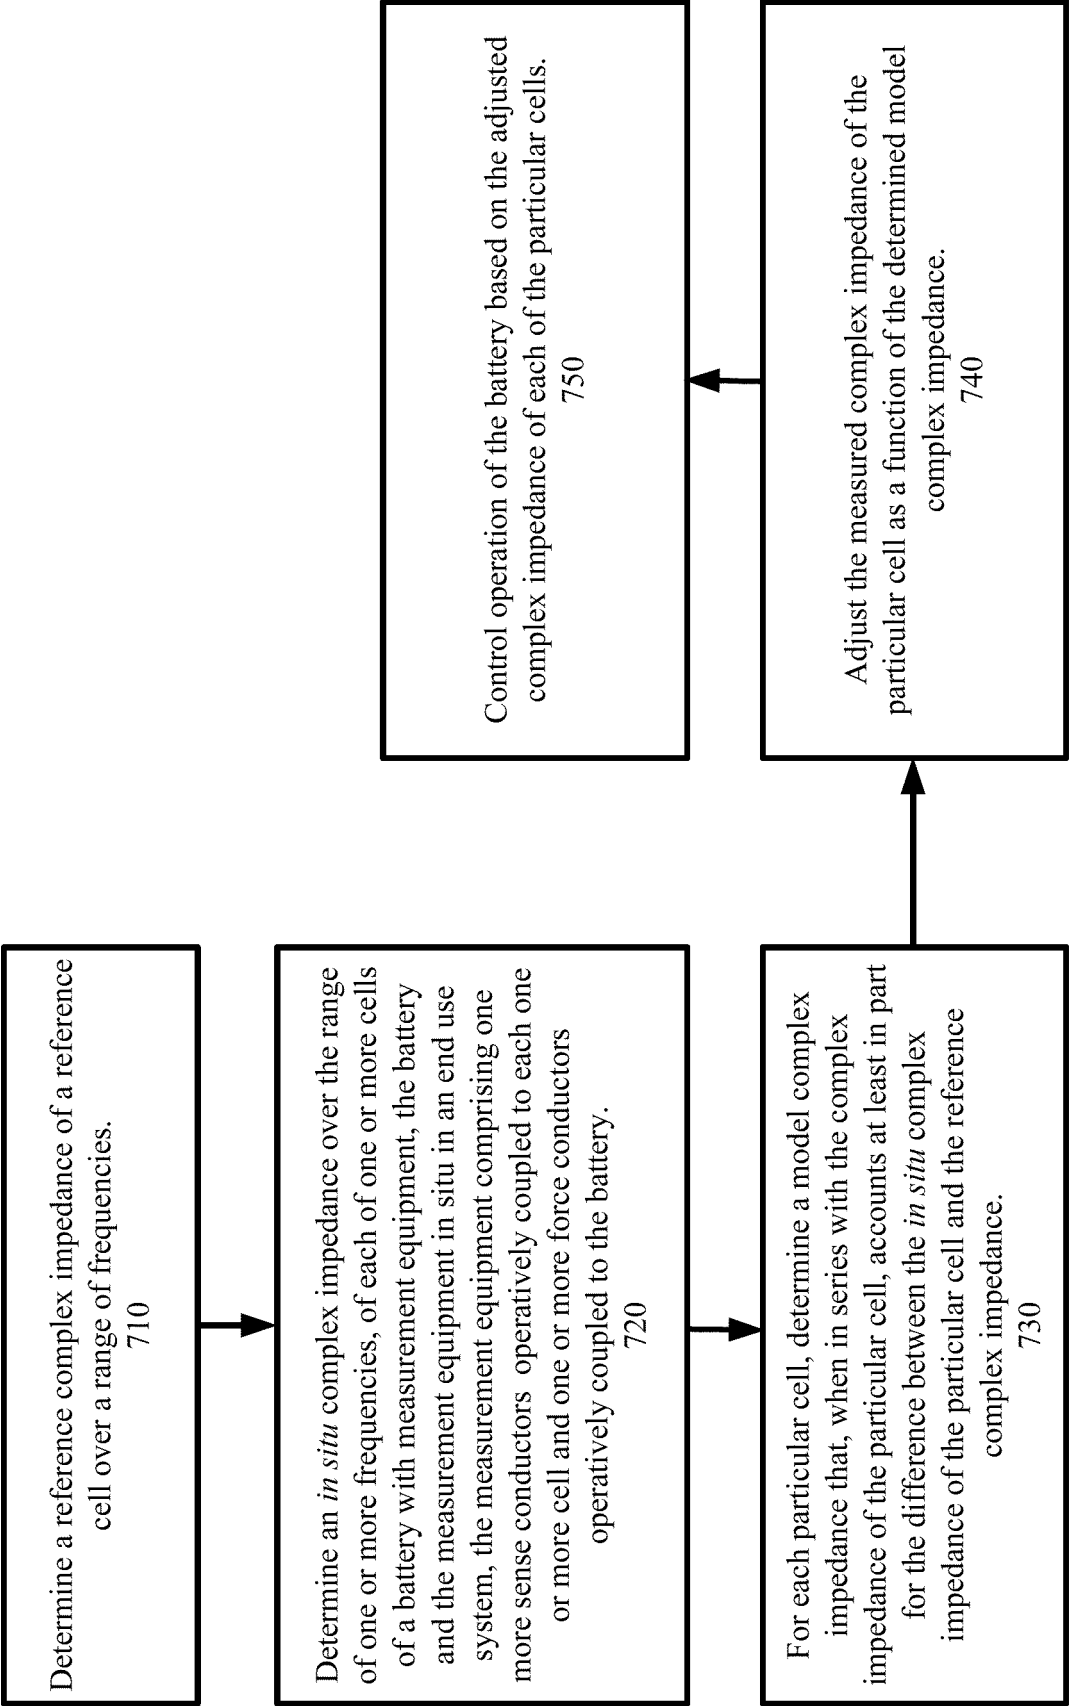 Determine a reference complex impedance of a reference
cell over a range of frequencies.
710
Determine an in situ complex impedance over the range
of one or more frequencies, of each of one or more cells
of a battery with measurement equipment, the battery
and the measurement equipment in situ in an end use
system, the measurement equipment comprising one
more sense conductors operatively coupled to each one
or more cell and one or more force conductors
operatively coupled to the battery.
720
For each particular cell, determine a model complex
impedance that, when in series with the complex
impedance of the particular cell, accounts at least in part
for the difference between the in situ complex
impedance of the particular cell and the reference
complex impedance.
730
Adjust the measured complex impedance of the
particular cell as a function of the determined model
complex impedance.
740
Control operation of the battery based on the adjusted
complex impedance of each of the particular cells.
750